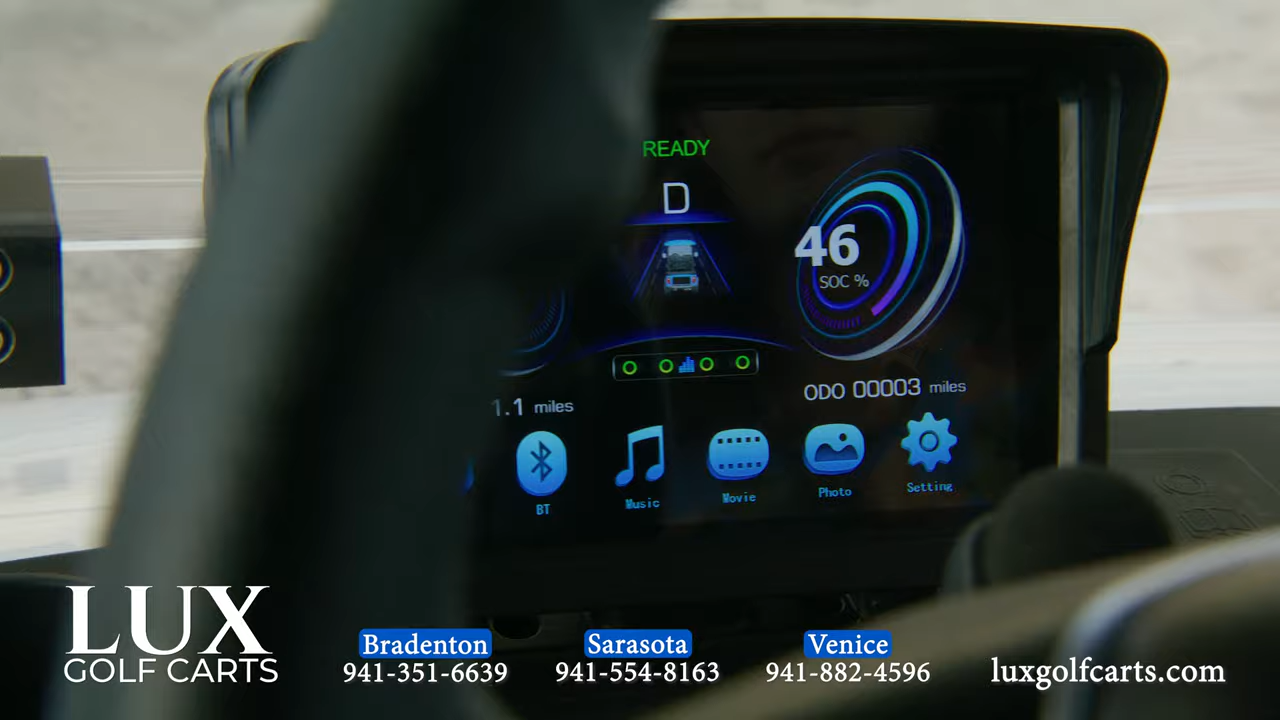 READY
D
46
SOC %
1.1 miles
ODO 00003 miles
BT
Music
Movie
Photo
Setting
LUX
GOLF CARTS
Bradenton
941-351-6639
Sarasota
941-554-8163
Venice
941-882-4596
luxgolfcarts.com